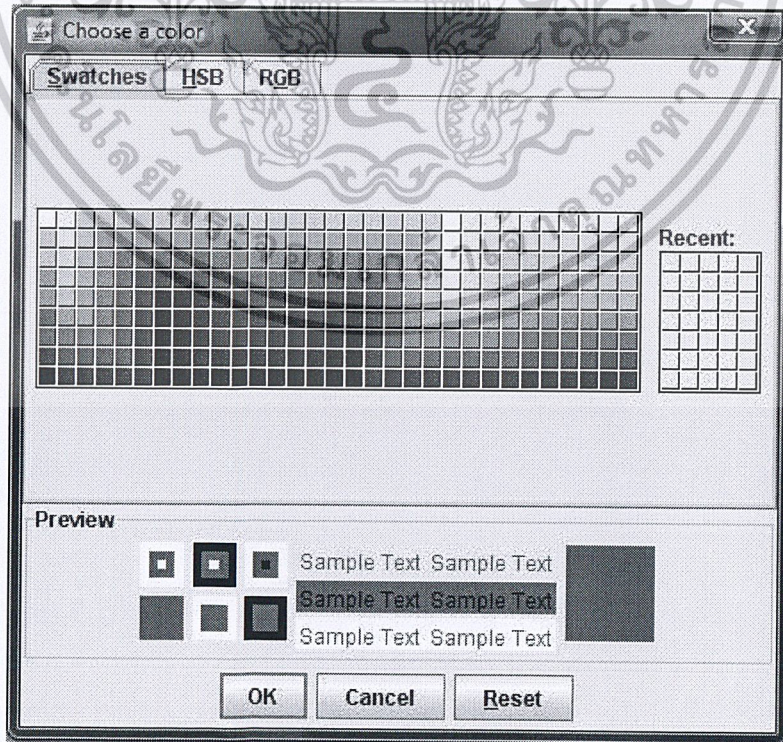 Choose a color
Swatches HSB RGB
Recent:
Preview
Sample Text Sample Text
Sample Text Sample Text
Sample Text Sample Text
OK Cancel Reset